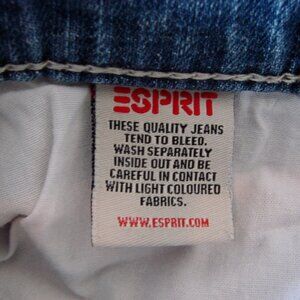 ESPRIT
THESE QUALITY JEANS
TEND TO BLEED.
WASH SEPARATELY
INSIDE OUT AND BE
CAREFUL IN CONTACT
WITH LIGHT COLOURED
FABRICS.
WWW.ESPRIT.COM